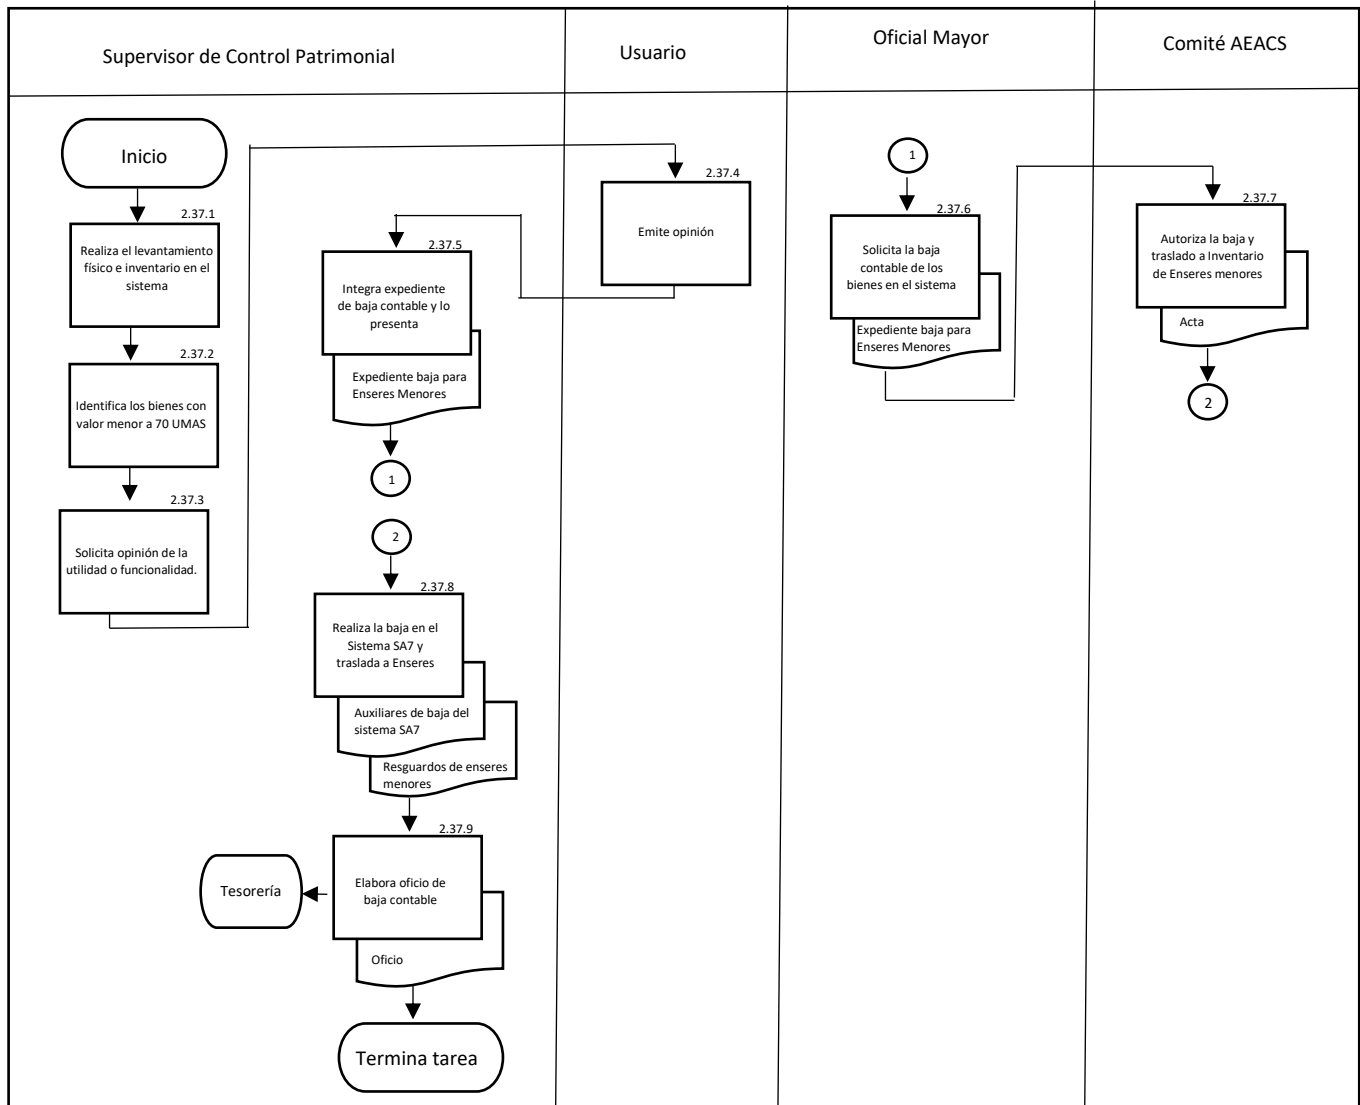 Supervisor de Control Patrimonial
Usuario
Oficial Mayor
Comité AEACS
Inicio
2.37.1
Realiza el levantamiento
físico e inventario en el
sistema
2.37.2
Identifica los bienes con
valor menor a 70 UMAS
2.37.3
Solicita opinión de la
utilidad o funcionalidad.
2.37.4
Emite opinión
2.37.5
Integra expediente
de baja contable y lo
presenta
Expediente baja para
Enseres Menores
1
1
2.37.6
Solicita la baja
contable de los
bienes en el sistema
Expediente baja para
Enseres Menores
2.37.7
Autoriza la baja y
traslado a Inventario
de Enseres menores
Acta
2
2
2.37.8
Realiza la baja en el
Sistema SA7 y
traslada a Enseres
Auxiliares de baja del
sistema SA7
Resguardos de enseres
menores
2.37.9
Elabora oficio de
baja contable
Tesorería
Oficio
Termina tarea